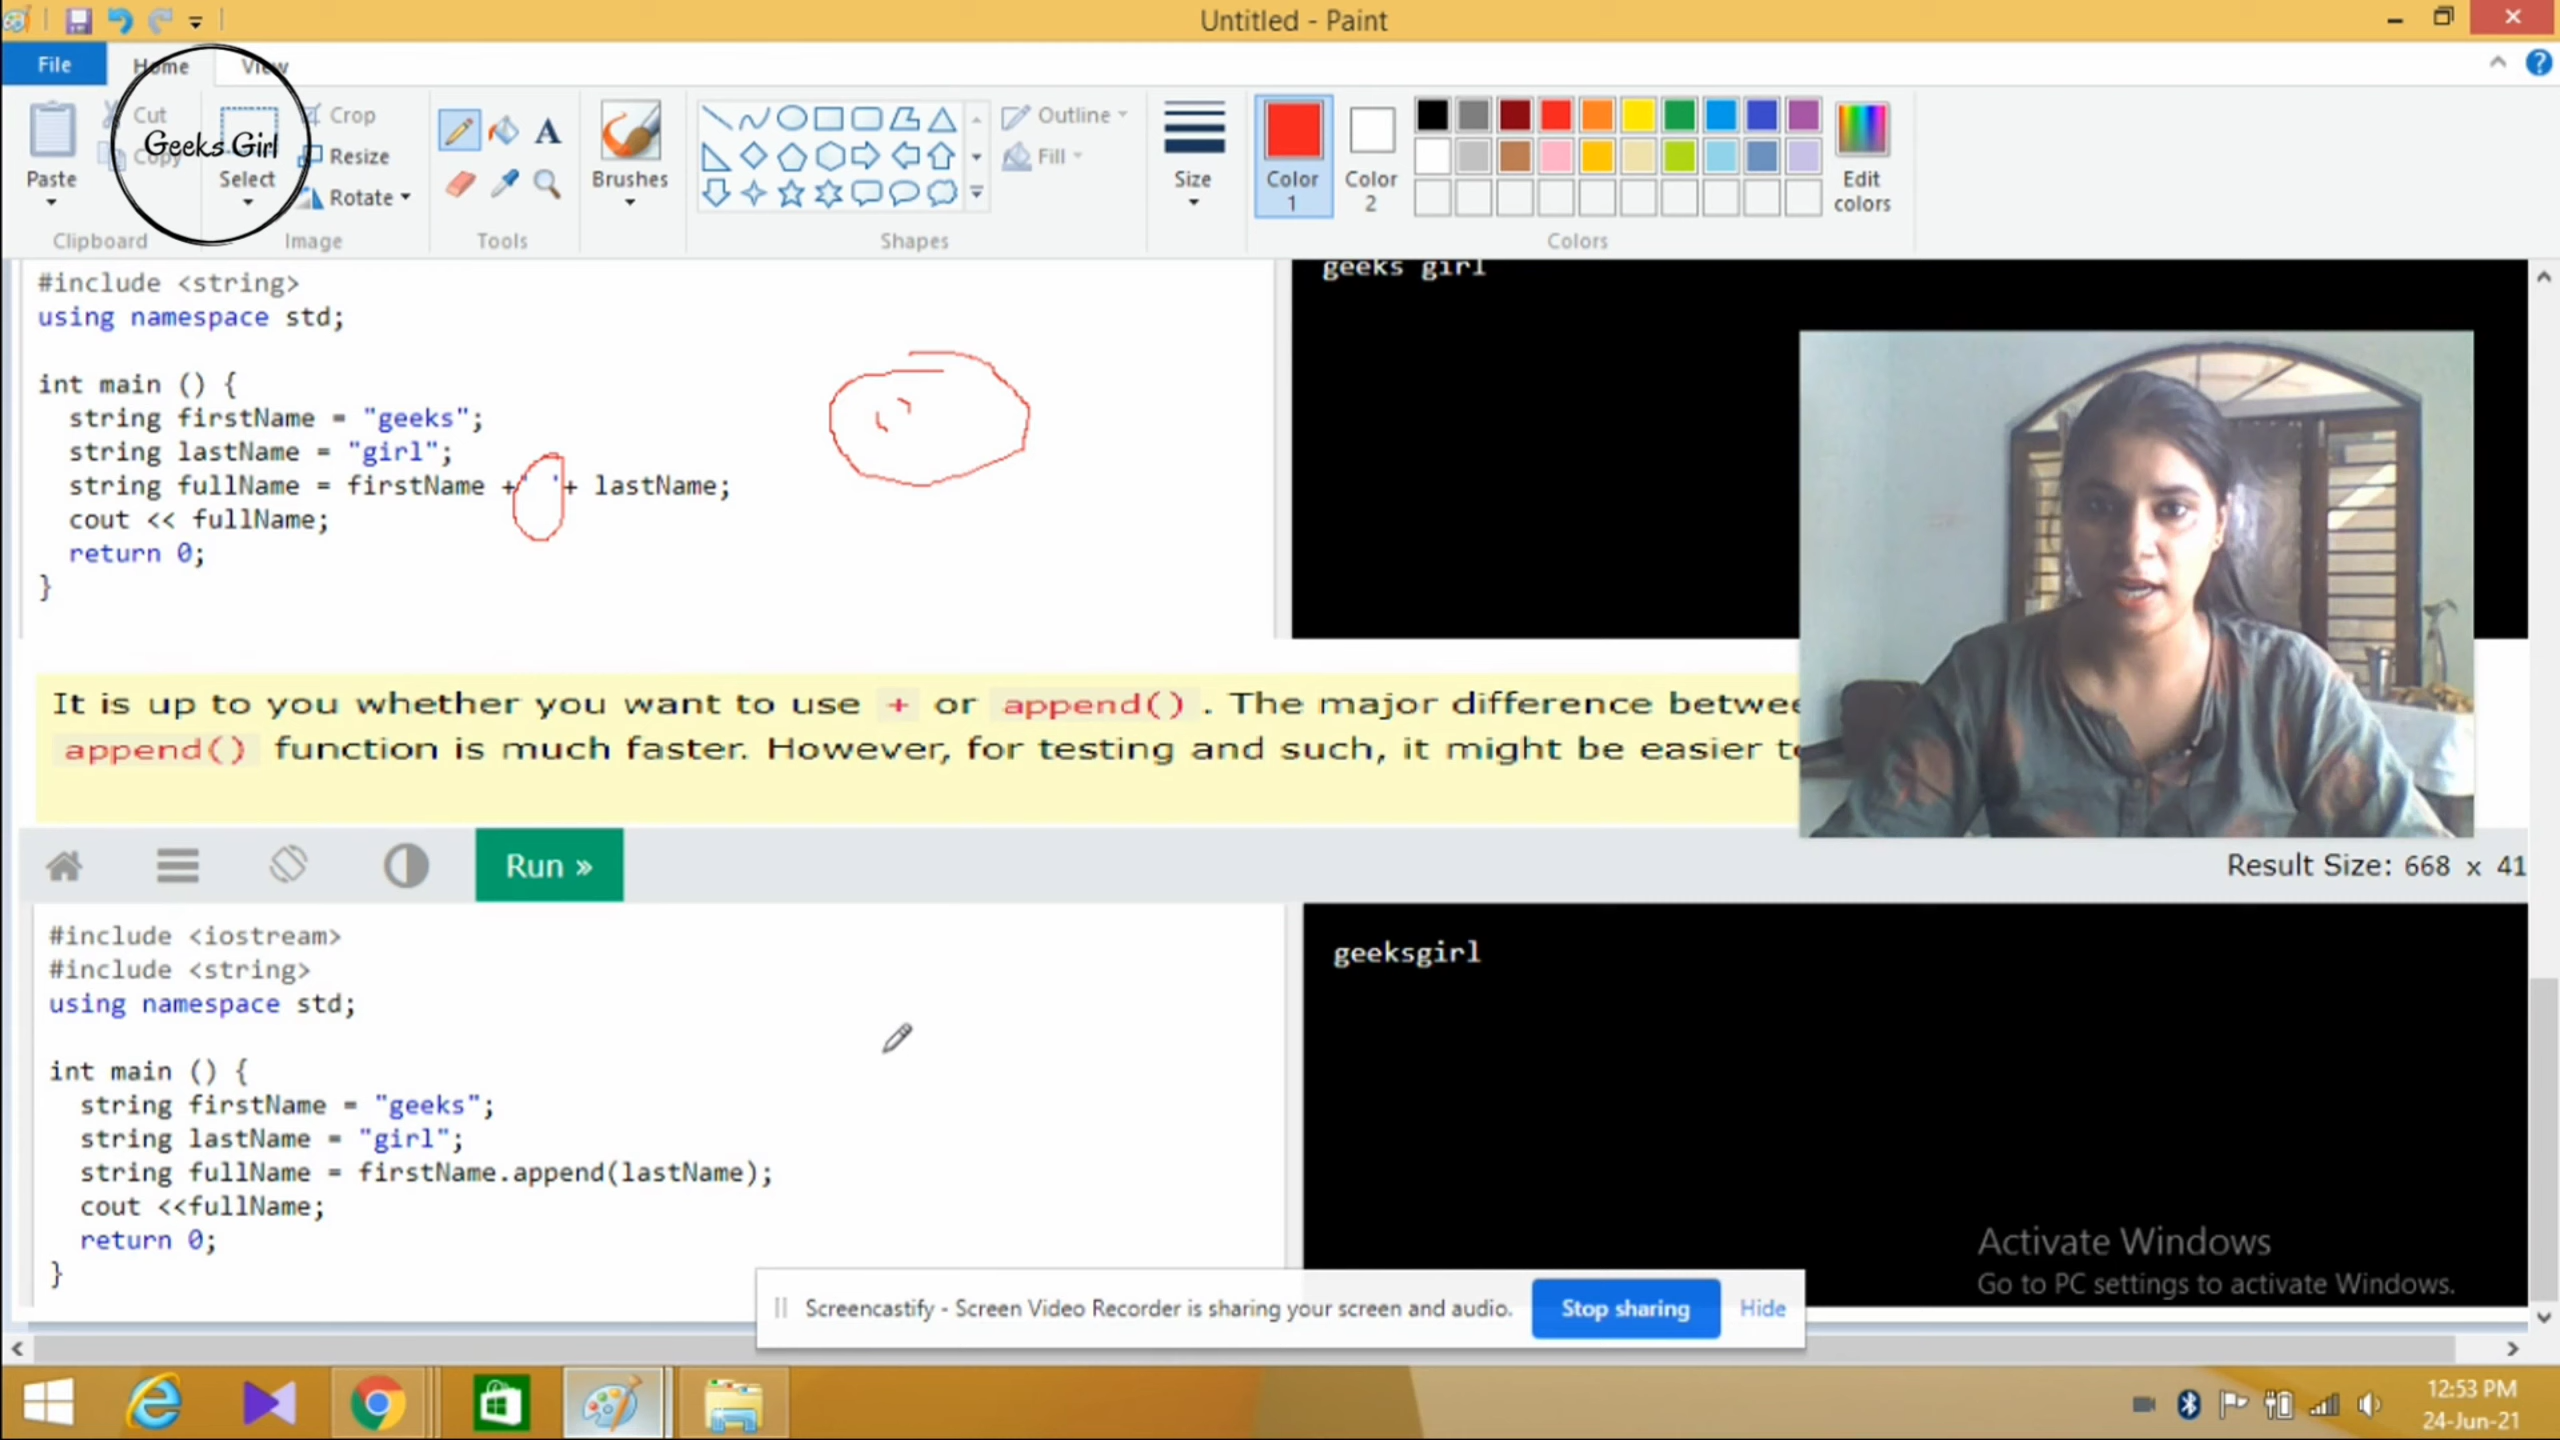 Untitled - Paint
File Home View
Geeks Girl
Paste
Cut
Copy
Clipboard
Select
Crop
Resize
Rotate
Image
A
Tools
Brushes
Shapes
Outline
Fill
Size
Color 1
Color 2
Colors
Edit colors
#include <string>
using namespace std;
int main () {
string firstName = "geeks";
string lastName = "girl";
string fullName = firstName +' '+ lastName;
cout << fullName;
return 0;
}
geeks girl
It is up to you whether you want to use + or append() . The major difference
append() function is much faster. However, for testing and such, it might be easier
Run »
Result Size: 668 x 41
#include <iostream>
#include <string>
using namespace std;
int main () {
string firstName = "geeks";
string lastName = "girl";
string fullName = firstName.append(lastName);
cout <<fullName;
return 0;
}
geeksgirl
Activate Windows
Go to PC settings to activate Windows.
Screencastify - Screen Video Recorder is sharing your screen and audio. Stop sharing Hide
12:53 PM
24-Jun-21